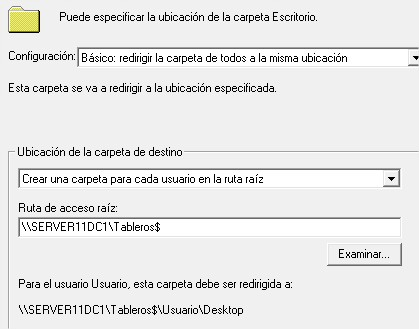 Puede especificar la ubicación de la carpeta Escritorio.
Configuración: Básico: redirigir la carpeta de todos a la misma ubicación
Esta carpeta se va a redirigir a la ubicación especificada.
Ubicación de la carpeta de destino
Crear una carpeta para cada usuario en la ruta raíz
Ruta de acceso raíz:
\\SERVER11DC1\Tableros$
Examinar...
Para el usuario Usuario, esta carpeta debe ser redirigida a:
\\SERVER11DC1\Tableros$\Usuario\Desktop